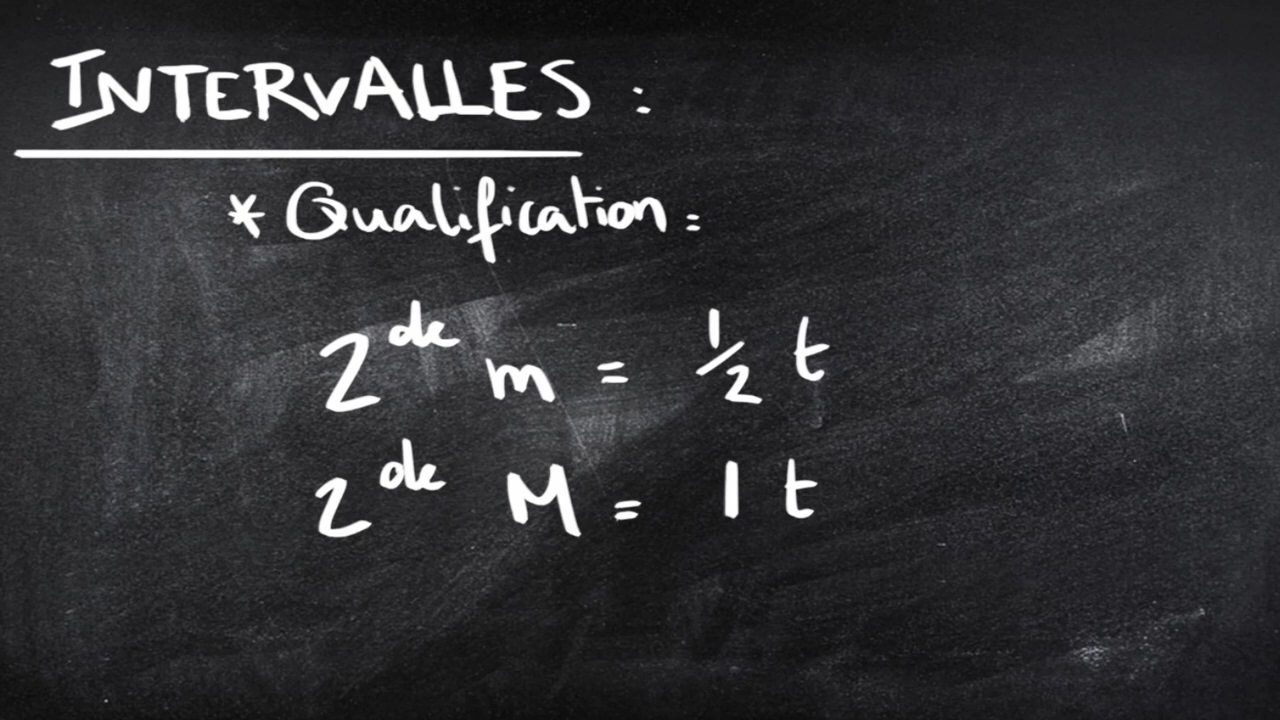 INTERVALLES :
* Qualification :
2de m = 1/2 t
2de M = 1 t